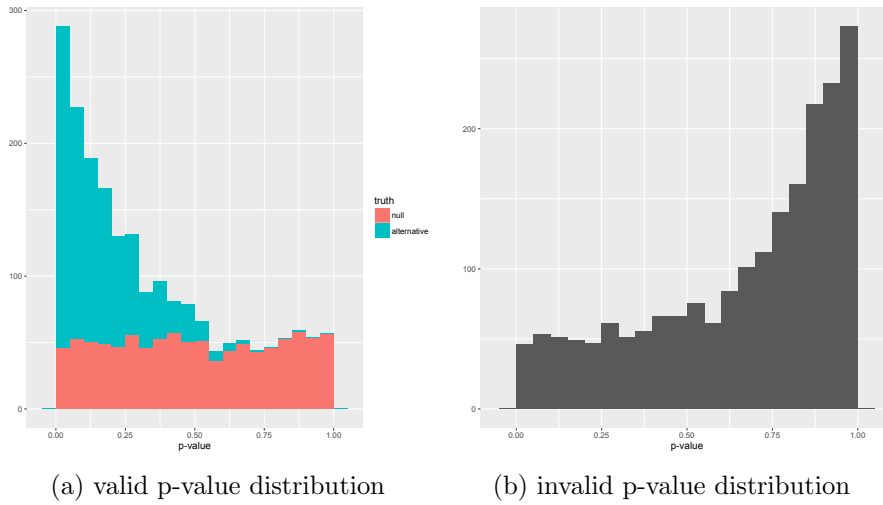 300
200
100
0
0.00 0.25 0.50 0.75 1.00
p-value
truth
null
alternative
200
100
0
0.00 0.25 0.50 0.75 1.00
p-value
(a) valid p-value distribution
(b) invalid p-value distribution